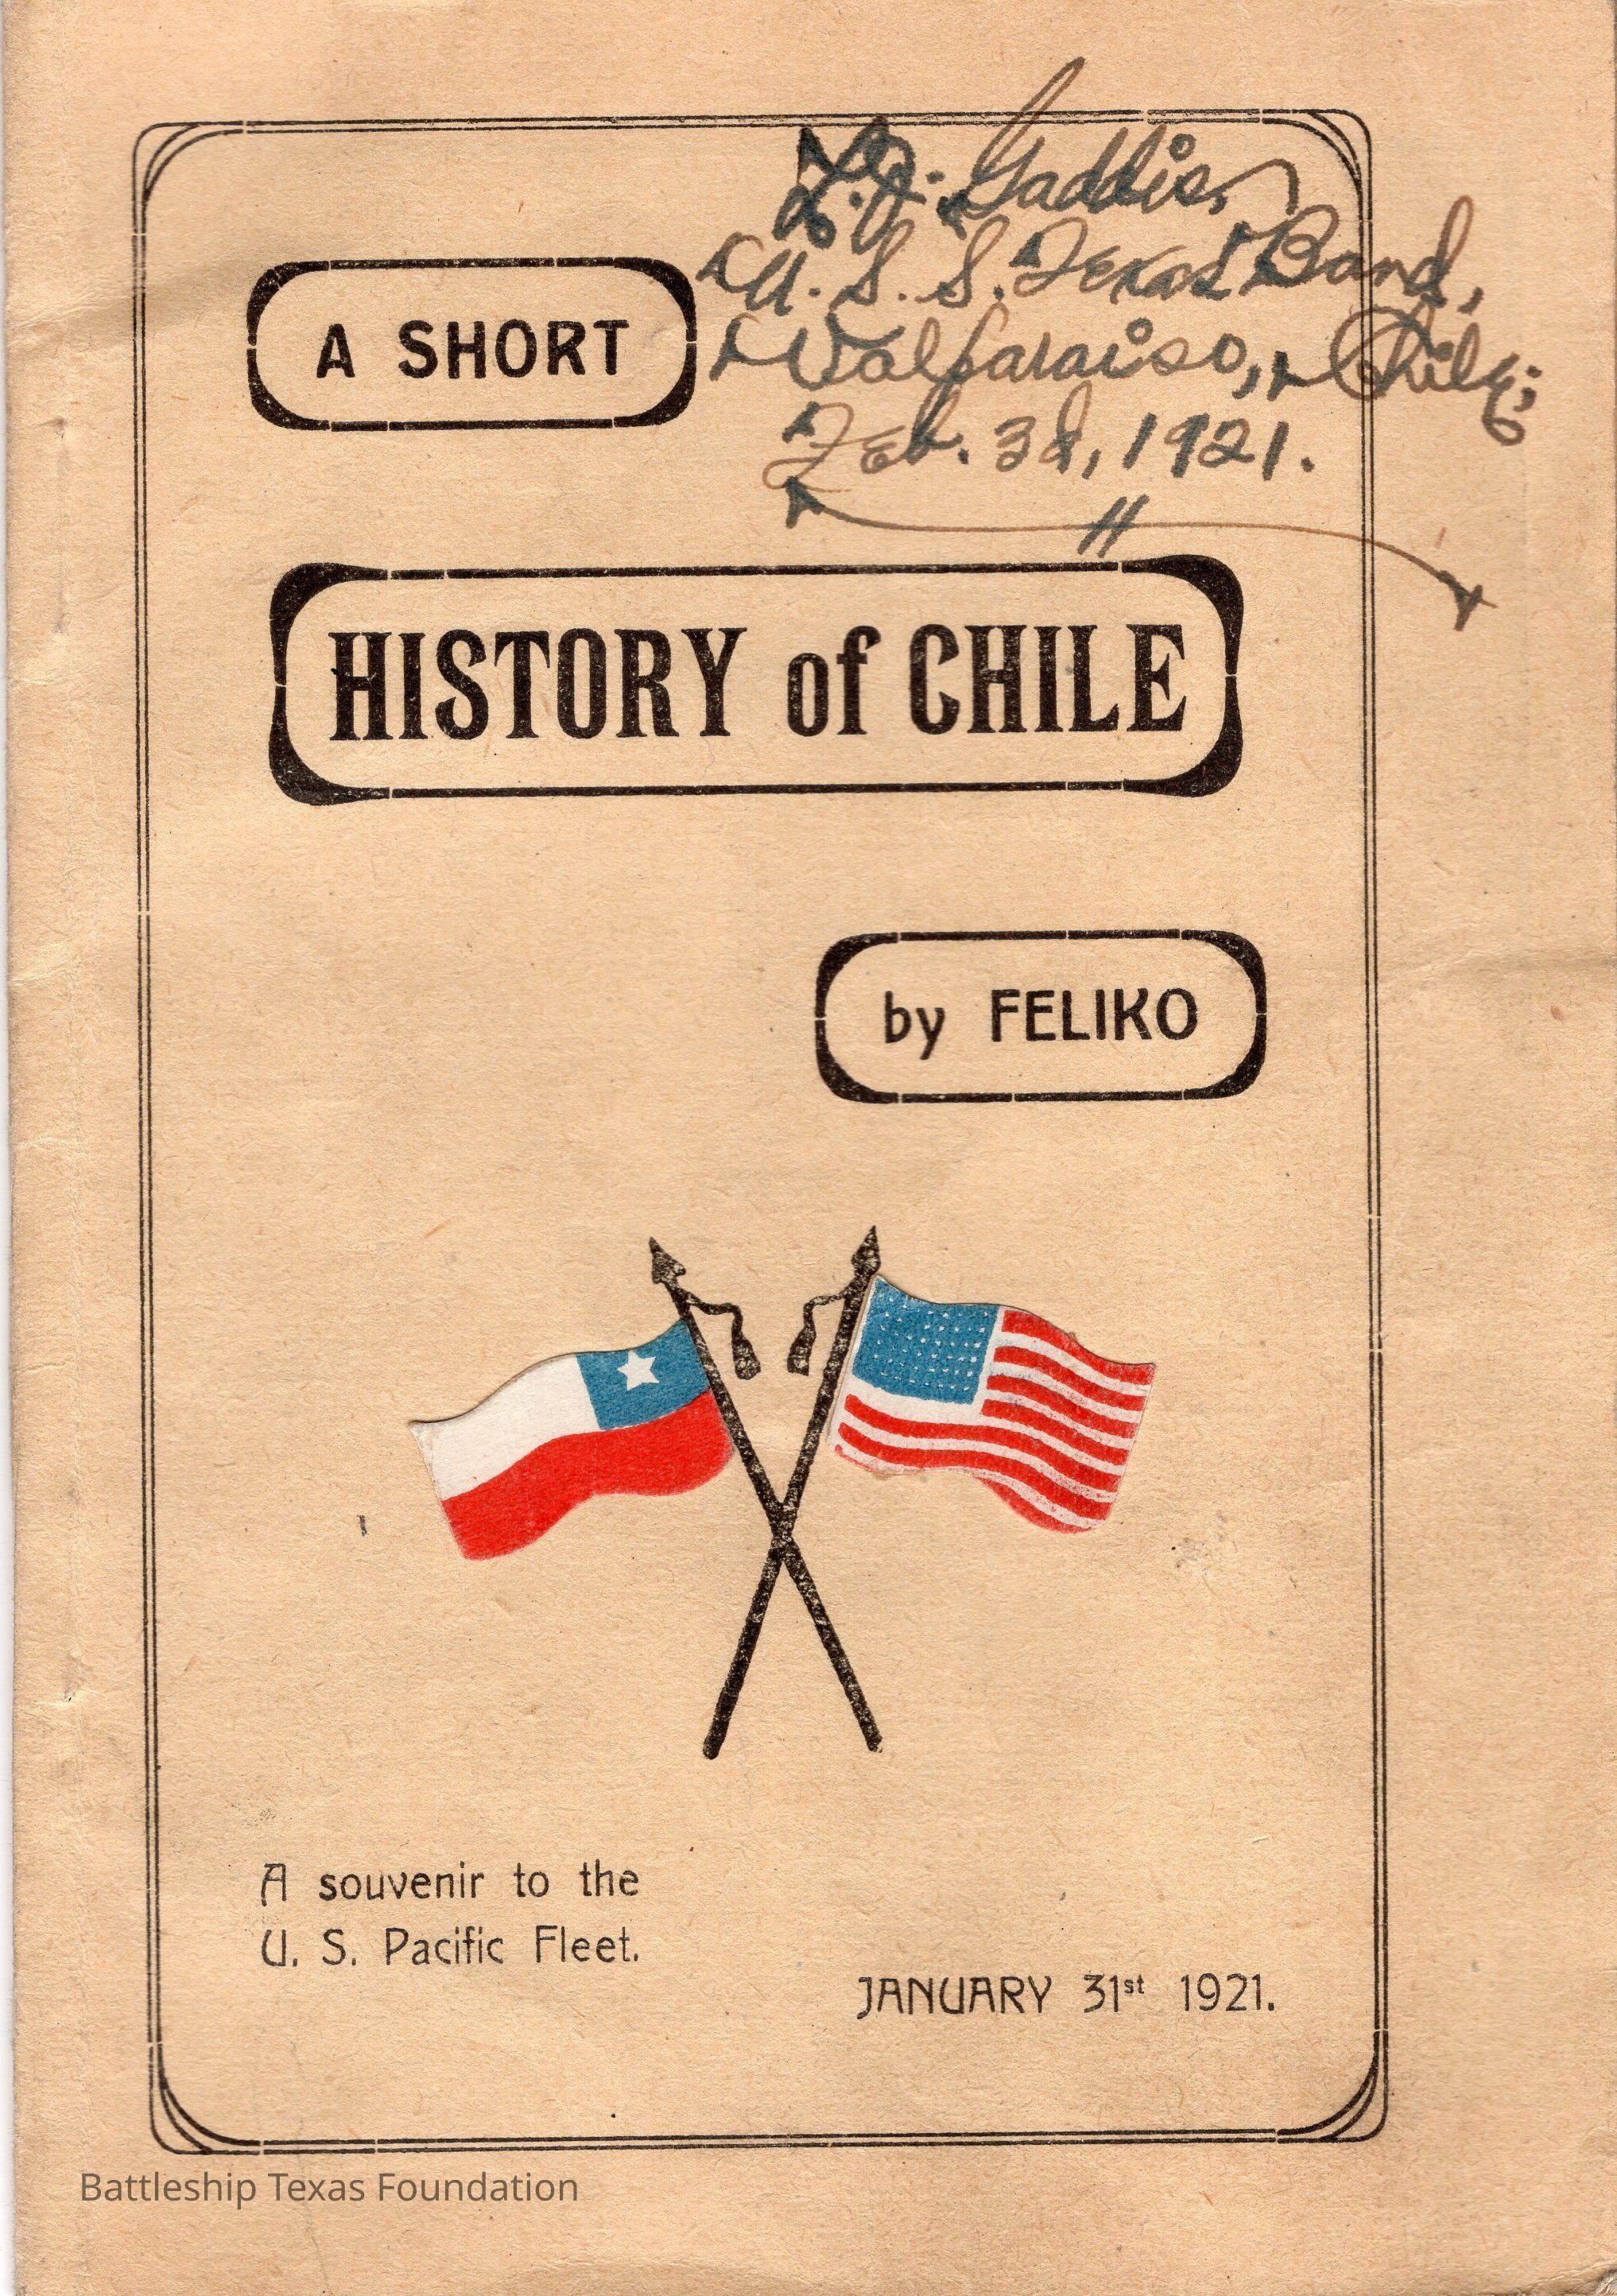 L. J. Gaddis,
U. S. S. Texas Band,
Valparaiso, Chile;
Feb. 3d, 1921.
A SHORT
HISTORY of CHILE
by FELIKO
A souvenir to the
U. S. Pacific Fleet.
JANUARY 31st 1921.
Battleship Texas Foundation